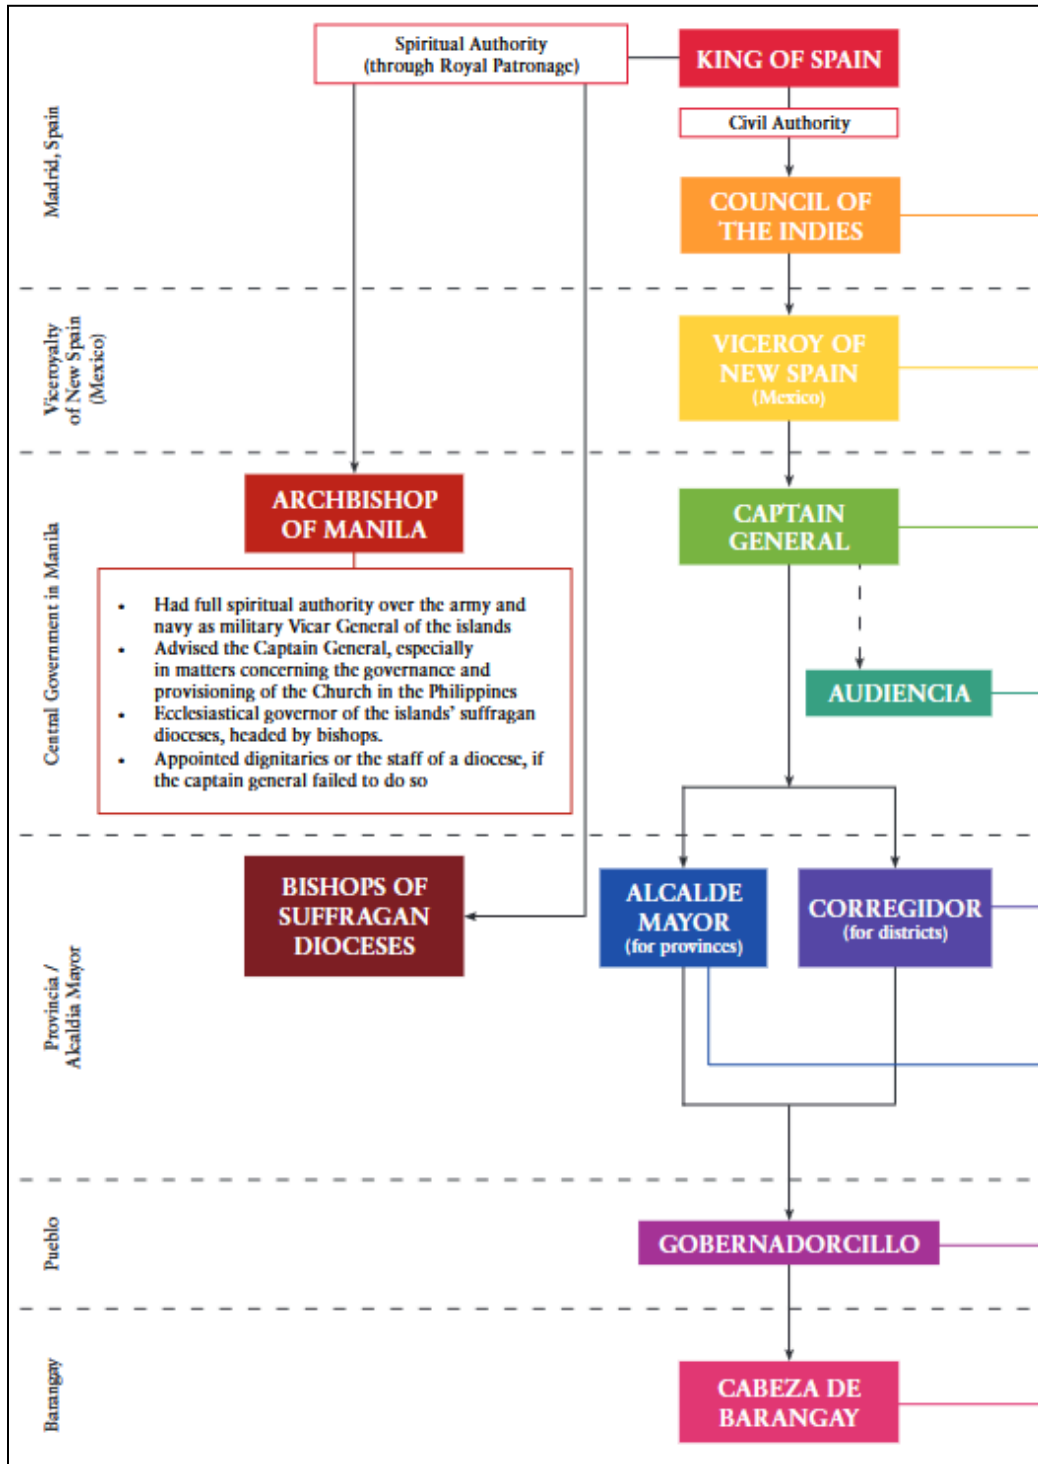 Spiritual Authority
(through Royal Patronage)
KING OF SPAIN
Civil Authority
Madrid, Spain
COUNCIL OF
THE INDIES
Viceroyalty
of New Spain
(Mexico)
VICEROY OF
NEW SPAIN
(Mexico)
Central Government in Manila
ARCHBISHOP
OF MANILA
CAPTAIN
GENERAL
• Had full spiritual authority over the army and
navy as military Vicar General of the islands
• Advised the Captain General, especially
in matters concerning the governance and
provisioning of the Church in the Philippines
• Ecclesiastical governor of the islands' suffragan
dioceses, headed by bishops.
• Appointed dignitaries or the staff of a diocese, if
the captain general failed to do so
AUDIENCIA
Provincia /
Alcaldia Mayor
BISHOPS OF
SUFFRAGAN
DIOCESES
ALCALDE
MAYOR
(for provinces)
CORREGIDOR
(for districts)
Pueblo
GOBERNADORCILLO
Barangay
CABEZA DE
BARANGAY